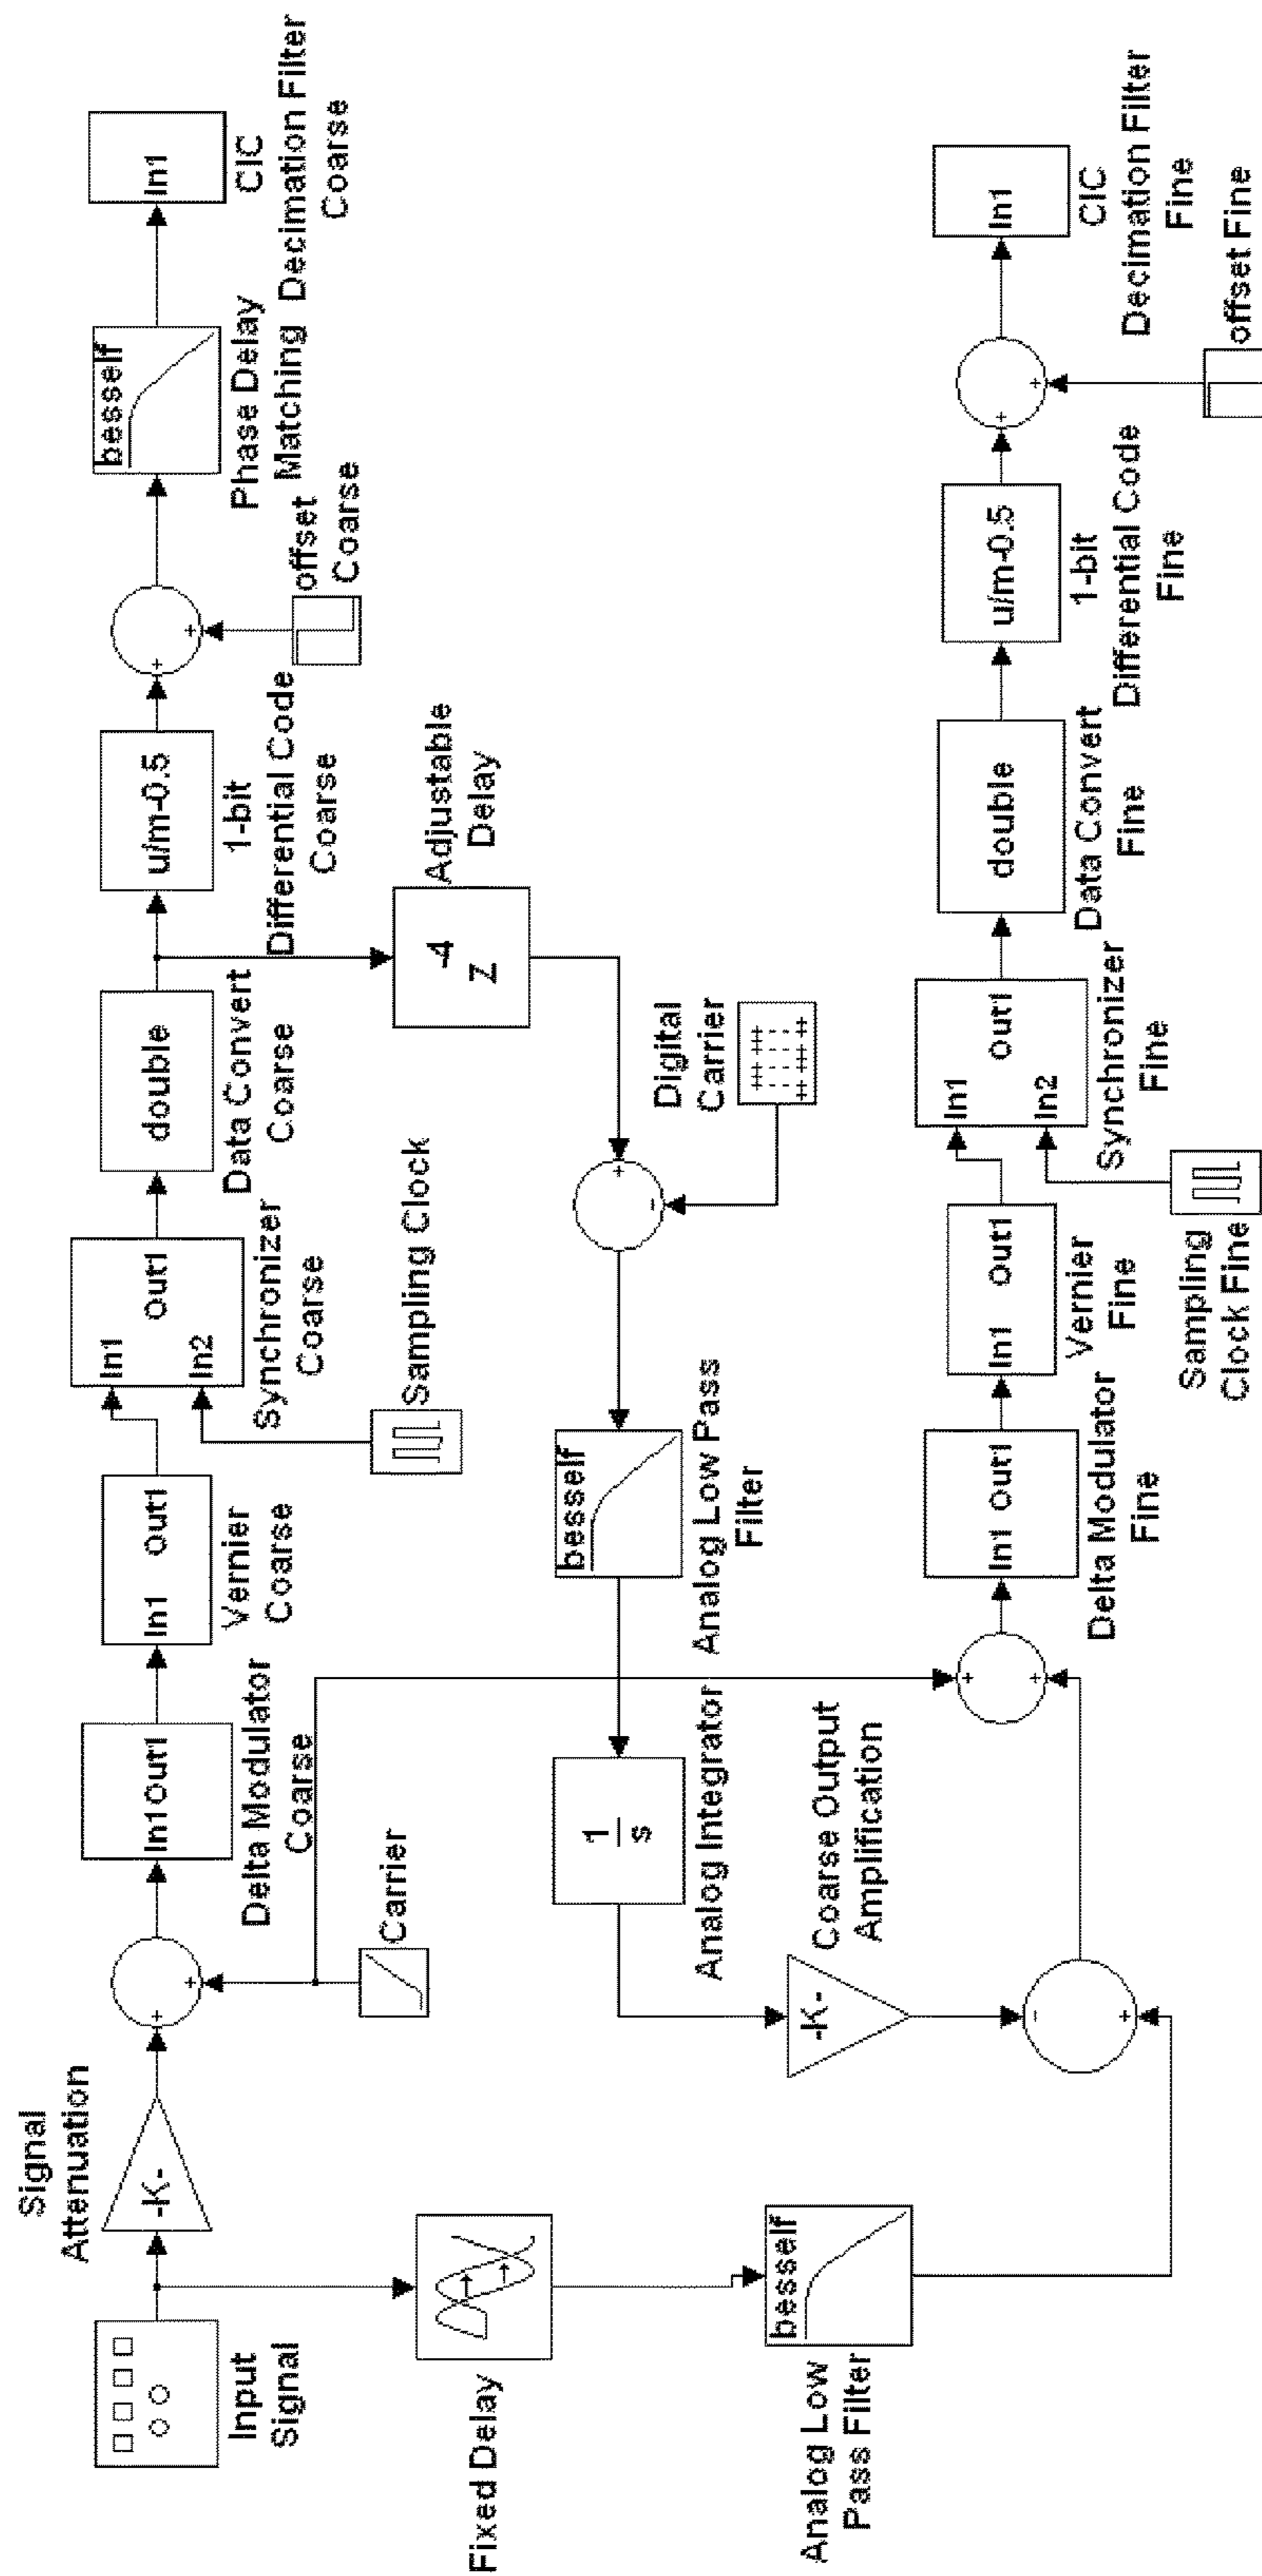 Input
Signal
-K-
Signal
Attenuation
Carrier
In1 Out1
Delta Modulator
Coarse
In1 Out1
Vernier
Coarse
Sampling Clock
In1
In2
Out1
Synchronizer
Coarse
double
Data Convert
Coarse
u/m-0.5
1-bit
Differential Code
Coarse
offset
Coarse
besself
Phase Delay
Matching
In1
CIC
Decimation Filter
Coarse
-4
Z
Adjustable
Delay
Digital
Carrier
besself
Analog Low Pass
Filter
1
s
Analog Integrator
-K-
Coarse Output
Amplification
Fixed Delay
besself
Analog Low
Pass Filter
In1 Out1
Delta Modulator
Fine
In1 Out1
Vernier
Fine
Sampling
Clock Fine
In1
In2
Out1
Synchronizer
Fine
double
Data Convert
Fine
u/m-0.5
1-bit
Differential Code
Fine
offset Fine
In1
CIC
Decimation Filter
Fine